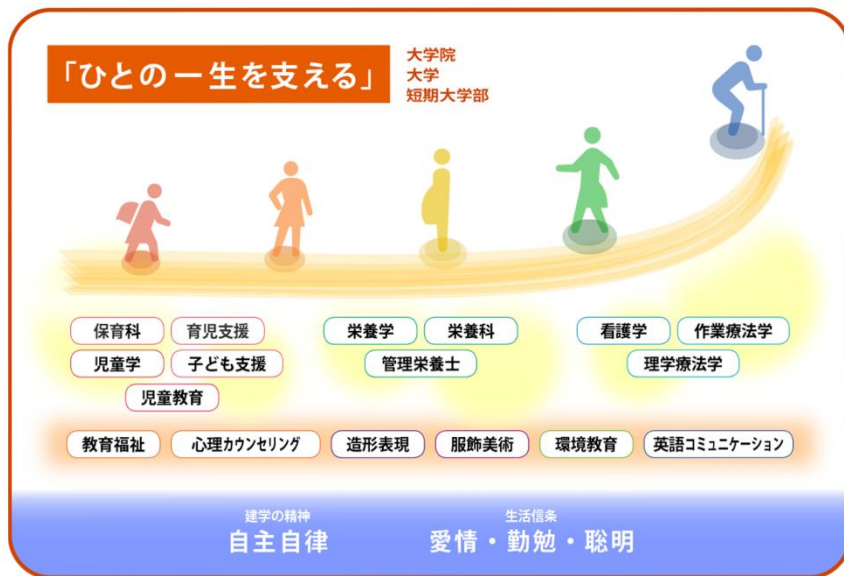 「ひとの一生を支える」
大学院
大学
短期大学部
保育科 育児支援
児童学 子ども支援
児童教育
栄養学 栄養科
管理栄養士
看護学 作業療法学
理学療法学
教育福祉 心理カウンセリング 造形表現 服飾美術 環境教育 英語コミュニケーション
建学の精神
自主自律
生活信条
愛情・勤勉・聡明